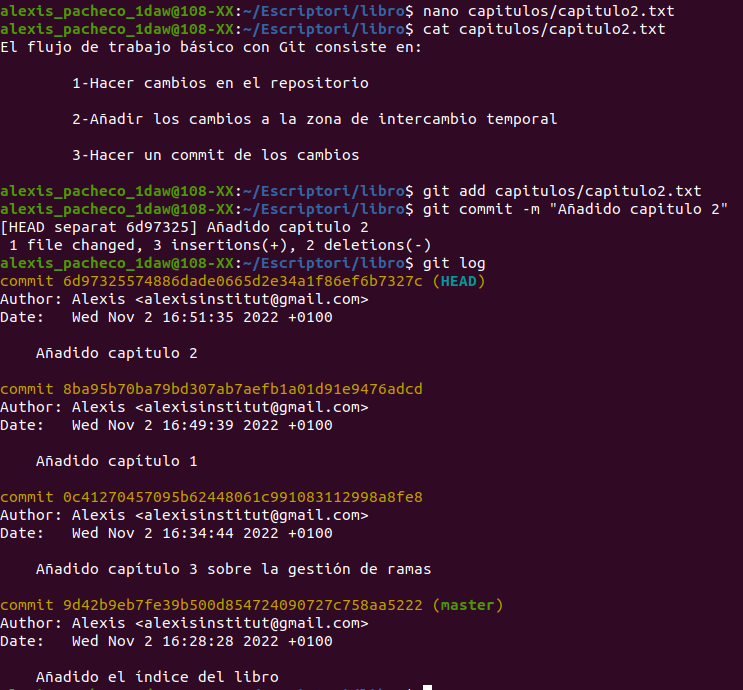 alexis_pacheco_1daw@108-XX:~/Escriptori/libro$ nano capitulos/capitulo2.txt
alexis_pacheco_1daw@108-XX:~/Escriptori/libro$ cat capitulos/capitulo2.txt
El flujo de trabajo básico con Git consiste en:
1-Hacer cambios en el repositorio
2-Añadir los cambios a la zona de intercambio temporal
3-Hacer un commit de los cambios
alexis_pacheco_1daw@108-XX:~/Escriptori/libro$ git add capitulos/capitulo2.txt
alexis_pacheco_1daw@108-XX:~/Escriptori/libro$ git commit -m "Añadido capitulo 2"
[HEAD separat 6d97325] Añadido capitulo 2
1 file changed, 3 insertions(+), 2 deletions(-)
alexis_pacheco_1daw@108-XX:~/Escriptori/libro$ git log
commit 6d97325574886dade0665d2e34a1f86ef6b7327c (HEAD)
Author: Alexis <alexisinstitut@gmail.com>
Date: Wed Nov 2 16:51:35 2022 +0100
Añadido capitulo 2
commit 8ba95b70ba79bd307ab7aefb1a01d91e9476adcd
Author: Alexis <alexisinstitut@gmail.com>
Date: Wed Nov 2 16:49:39 2022 +0100
Añadido capitulo 1
commit 0c41270457095b62448061c991083112998a8fe8
Author: Alexis <alexisinstitut@gmail.com>
Date: Wed Nov 2 16:34:44 2022 +0100
Añadido capítulo 3 sobre la gestión de ramas
commit 9d42b9eb7fe39b500d854724090727c758aa5222 (master)
Author: Alexis <alexisinstitut@gmail.com>
Date: Wed Nov 2 16:28:28 2022 +0100
Añadido el índice del libro